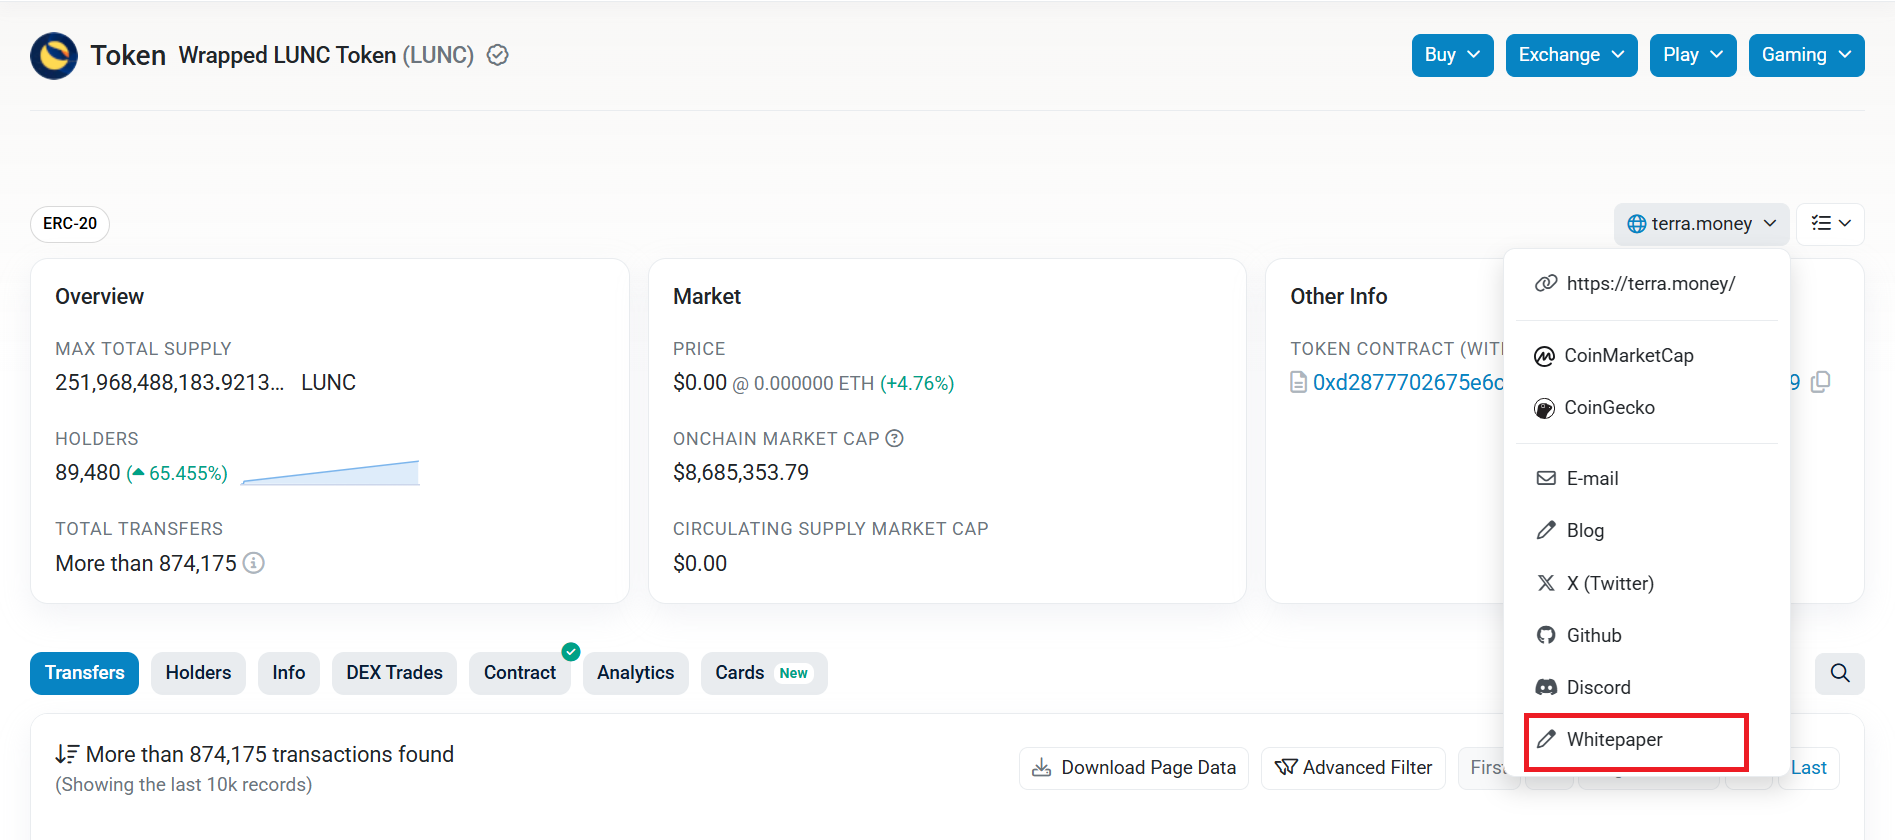 Token Wrapped LUNC Token (LUNC)
Buy
Exchange
Play
Gaming
ERC-20
terra.money
Overview
MAX TOTAL SUPPLY
251,968,488,183.9213... LUNC
HOLDERS
89,480 (65.455%)
TOTAL TRANSFERS
More than 874,175
Market
PRICE
$0.00 @ 0.000000 ETH (+4.76%)
ONCHAIN MARKET CAP
$8,685,353.79
CIRCULATING SUPPLY MARKET CAP
$0.00
Other Info
TOKEN CONTRACT
0xd2877702675e6c
9
https://terra.money/
CoinMarketCap
CoinGecko
E-mail
Blog
X (Twitter)
Github
Discord
Whitepaper
Transfers
Holders
Info
DEX Trades
Contract
Analytics
Cards New
More than 874,175 transactions found
(Showing the last 10k records)
Download Page Data
Advanced Filter
Last